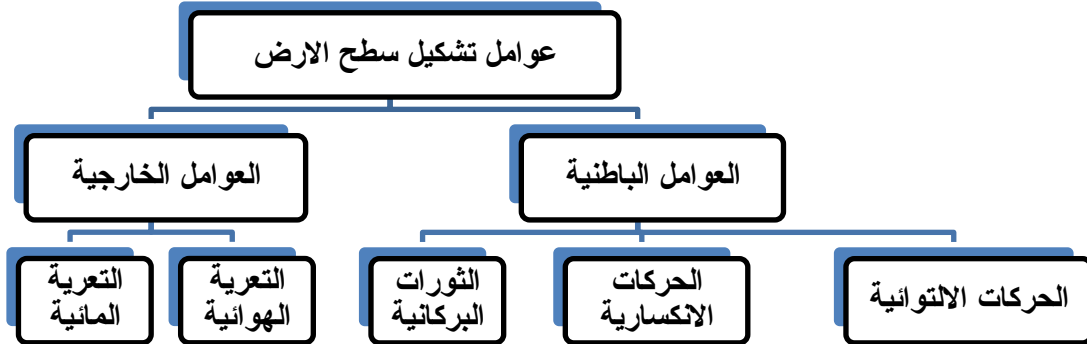 عوامل تشكيل سطح الارض
العوامل الباطنية
العوامل الخارجية
الحركات الالتوائية
الحركات
الانكسارية
الثورات
البركانية
التعرية
الهوائية
التعرية
المائية